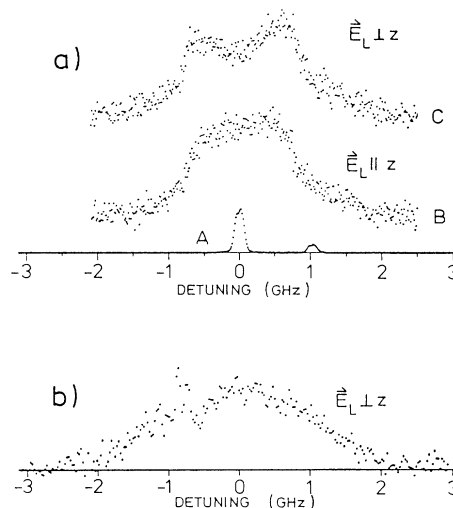 a)
E⃗L ⊥ z
C
E⃗L ∥ z
B
A
-3 -2 -1 0 1 2 3
DETUNING (GHz)
b)
E⃗L ⊥ z
-3 -2 -1 0 1 2 3
DETUNING (GHz)